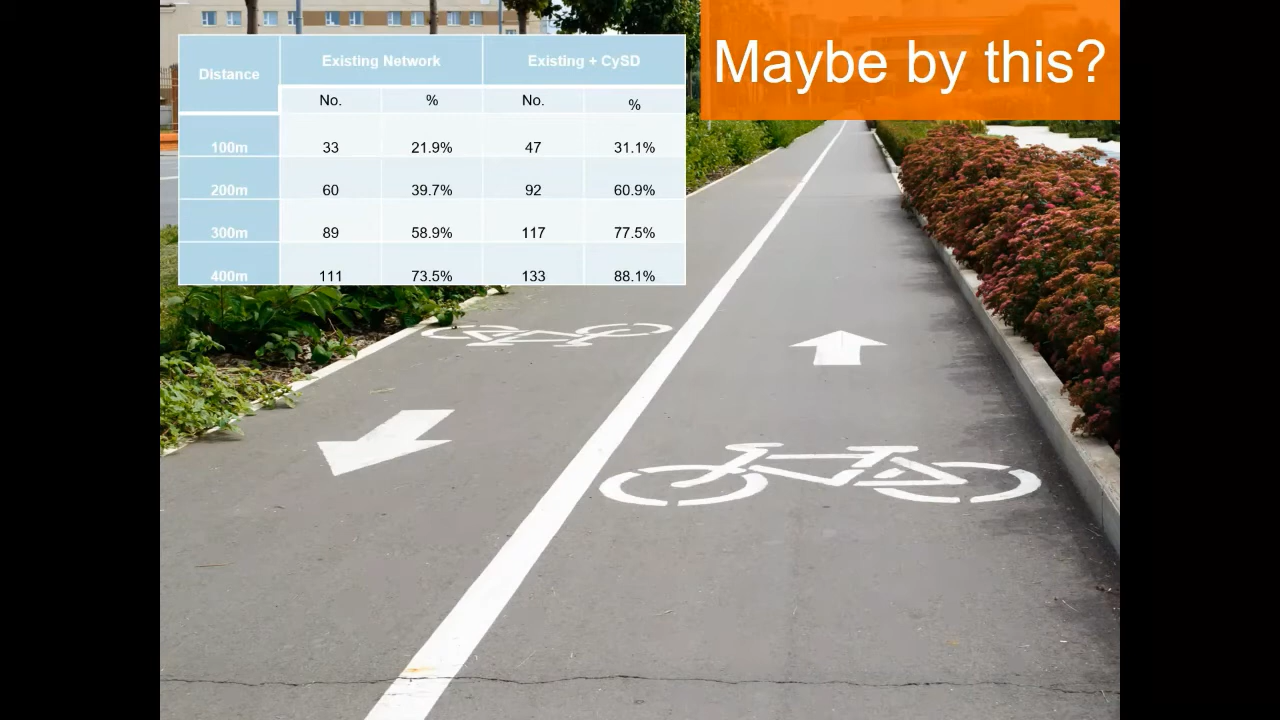 Maybe by this?
Distance Existing Network Existing + CySD
No. % No. %
100m 33 21.9% 47 31.1%
200m 60 39.7% 92 60.9%
300m 89 58.9% 117 77.5%
400m 111 73.5% 133 88.1%